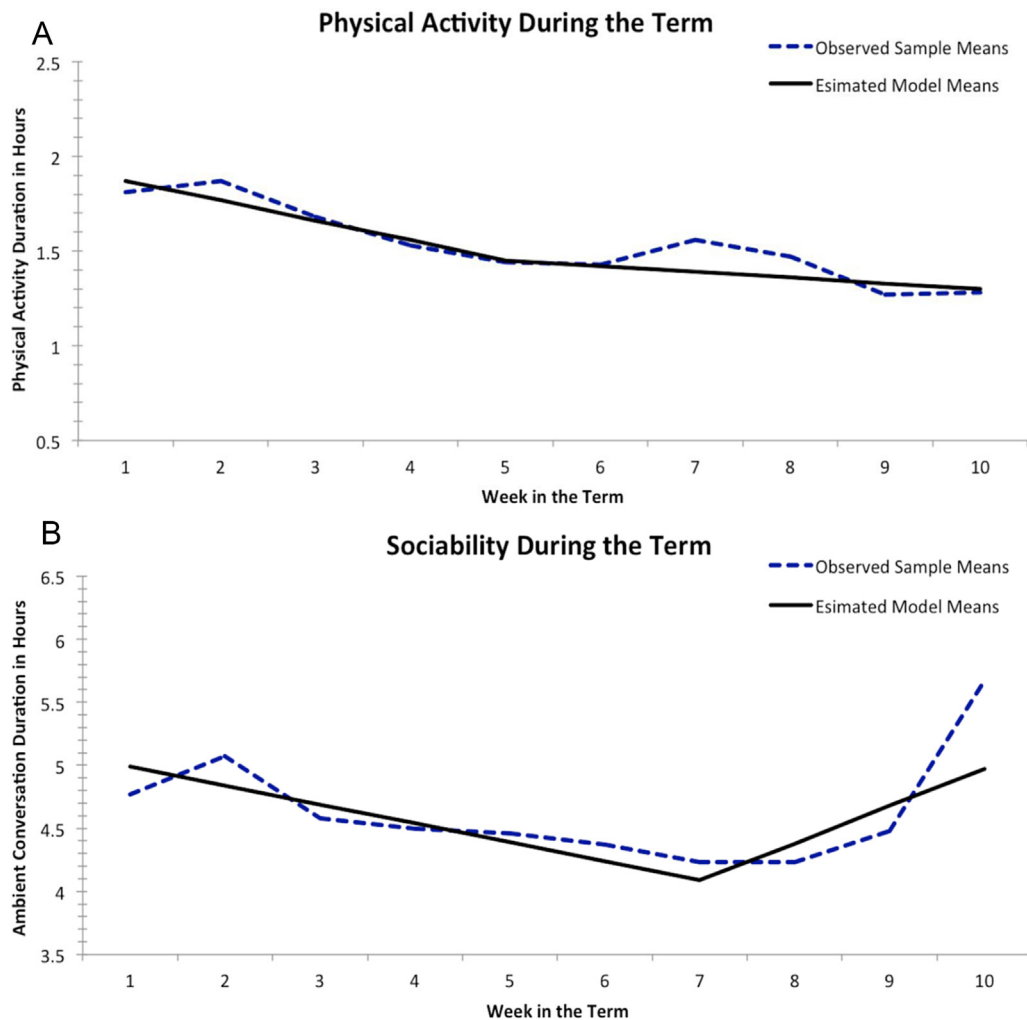 A
Physical Activity During the Term
Observed Sample Means
Esimated Model Means
Physical Activity Duration in Hours
2.5
2
1.5
1
0.5
1 2 3 4 5 6 7 8 9 10
Week in the Term
B
Sociability During the Term
Observed Sample Means
Esimated Model Means
Ambient Conversation Duration in Hours
6.5
6
5.5
5
4.5
4
3.5
1 2 3 4 5 6 7 8 9 10
Week in the Term